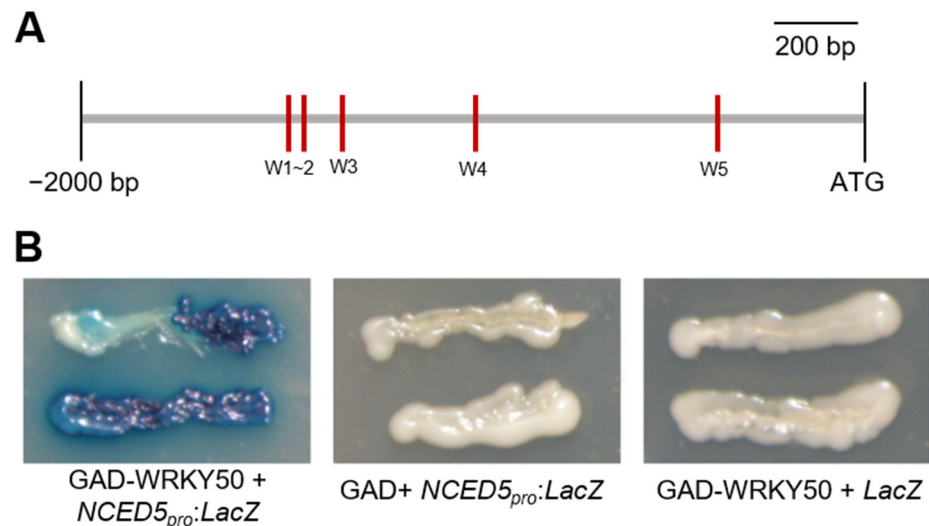 A
200 bp
W1~2 W3 W4 W5
−2000 bp ATG
B
GAD-WRKY50 +
NCED5pro:LacZ
GAD+ NCED5pro:LacZ
GAD-WRKY50 + LacZ